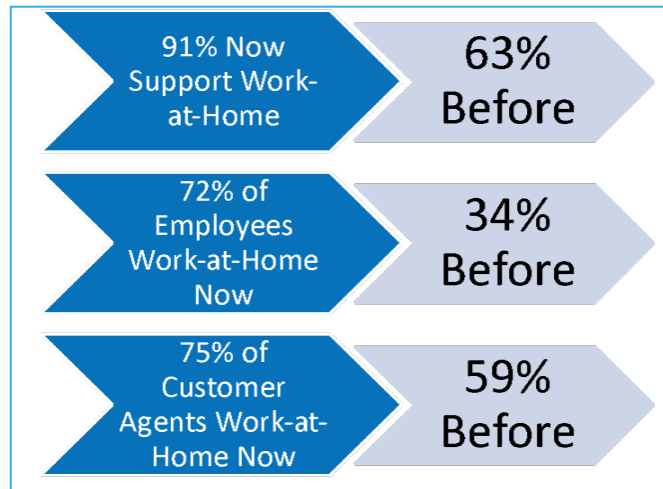 91% Now
Support Work-
at-Home
63%
Before
72% of
Employees
Work-at-Home
Now
34%
Before
75% of
Customer
Agents Work-at-
Home Now
59%
Before